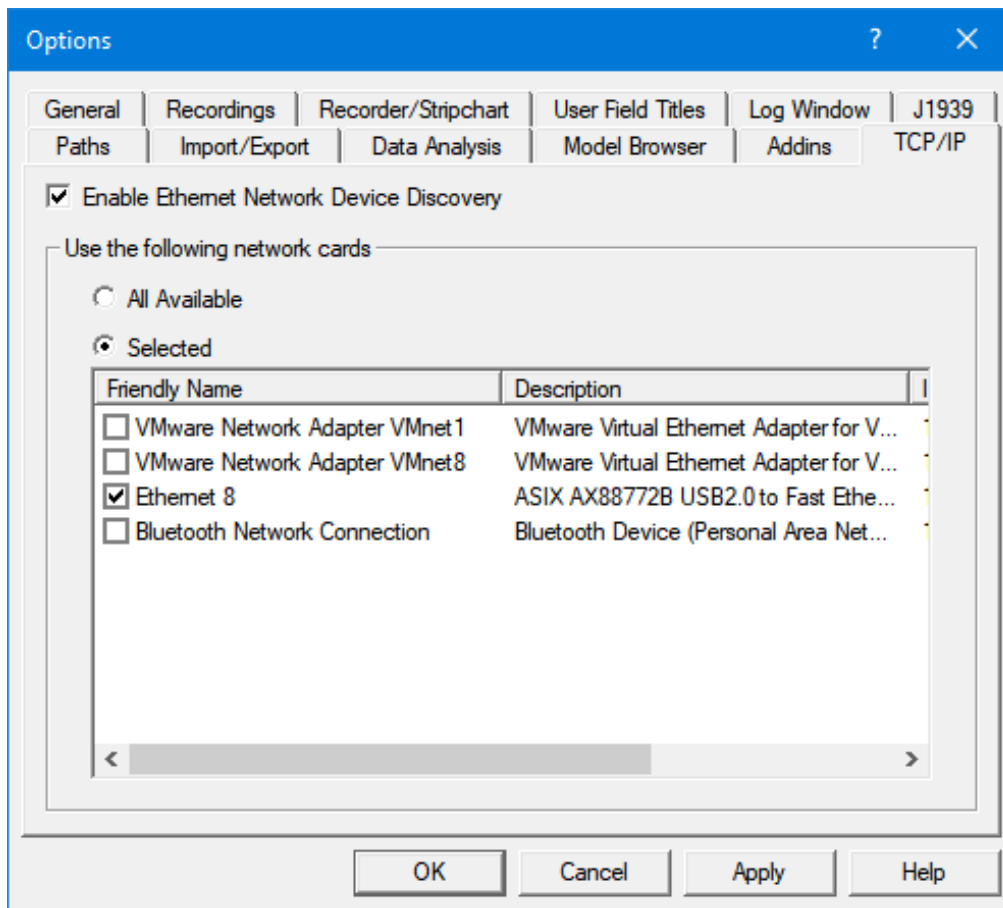 Options
General Recordings Recorder/Stripchart User Field Titles Log Window J1939
Paths Import/Export Data Analysis Model Browser Addins TCP/IP
Enable Ethernet Network Device Discovery
Use the following network cards
All Available
Selected
Friendly Name Description
VMware Network Adapter VMnet1 VMware Virtual Ethernet Adapter for V...
VMware Network Adapter VMnet8 VMware Virtual Ethernet Adapter for V...
Ethernet 8 ASIX AX88772B USB2.0 to Fast Ethe...
Bluetooth Network Connection Bluetooth Device (Personal Area Net...
OK Cancel Apply Help